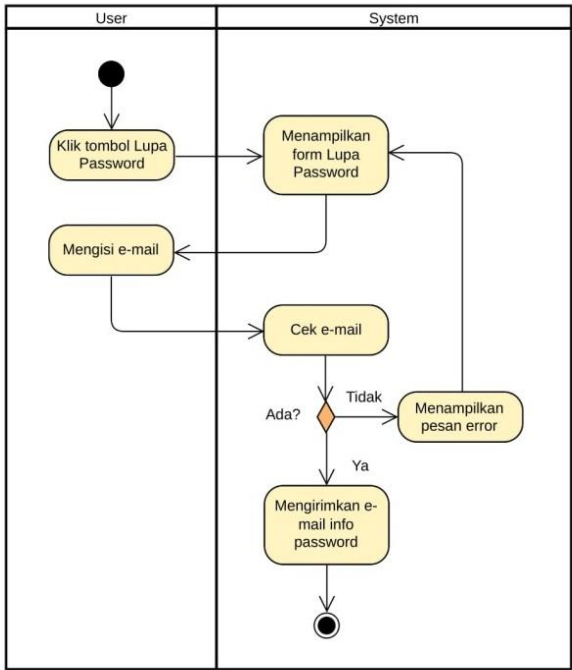 User
System
Klik tombol Lupa
Password
Menampilkan
form Lupa
Password
Mengisi e-mail
Cek e-mail
Ada?
Tidak
Menampilkan
pesan error
Ya
Mengirimkan e-
mail info
password